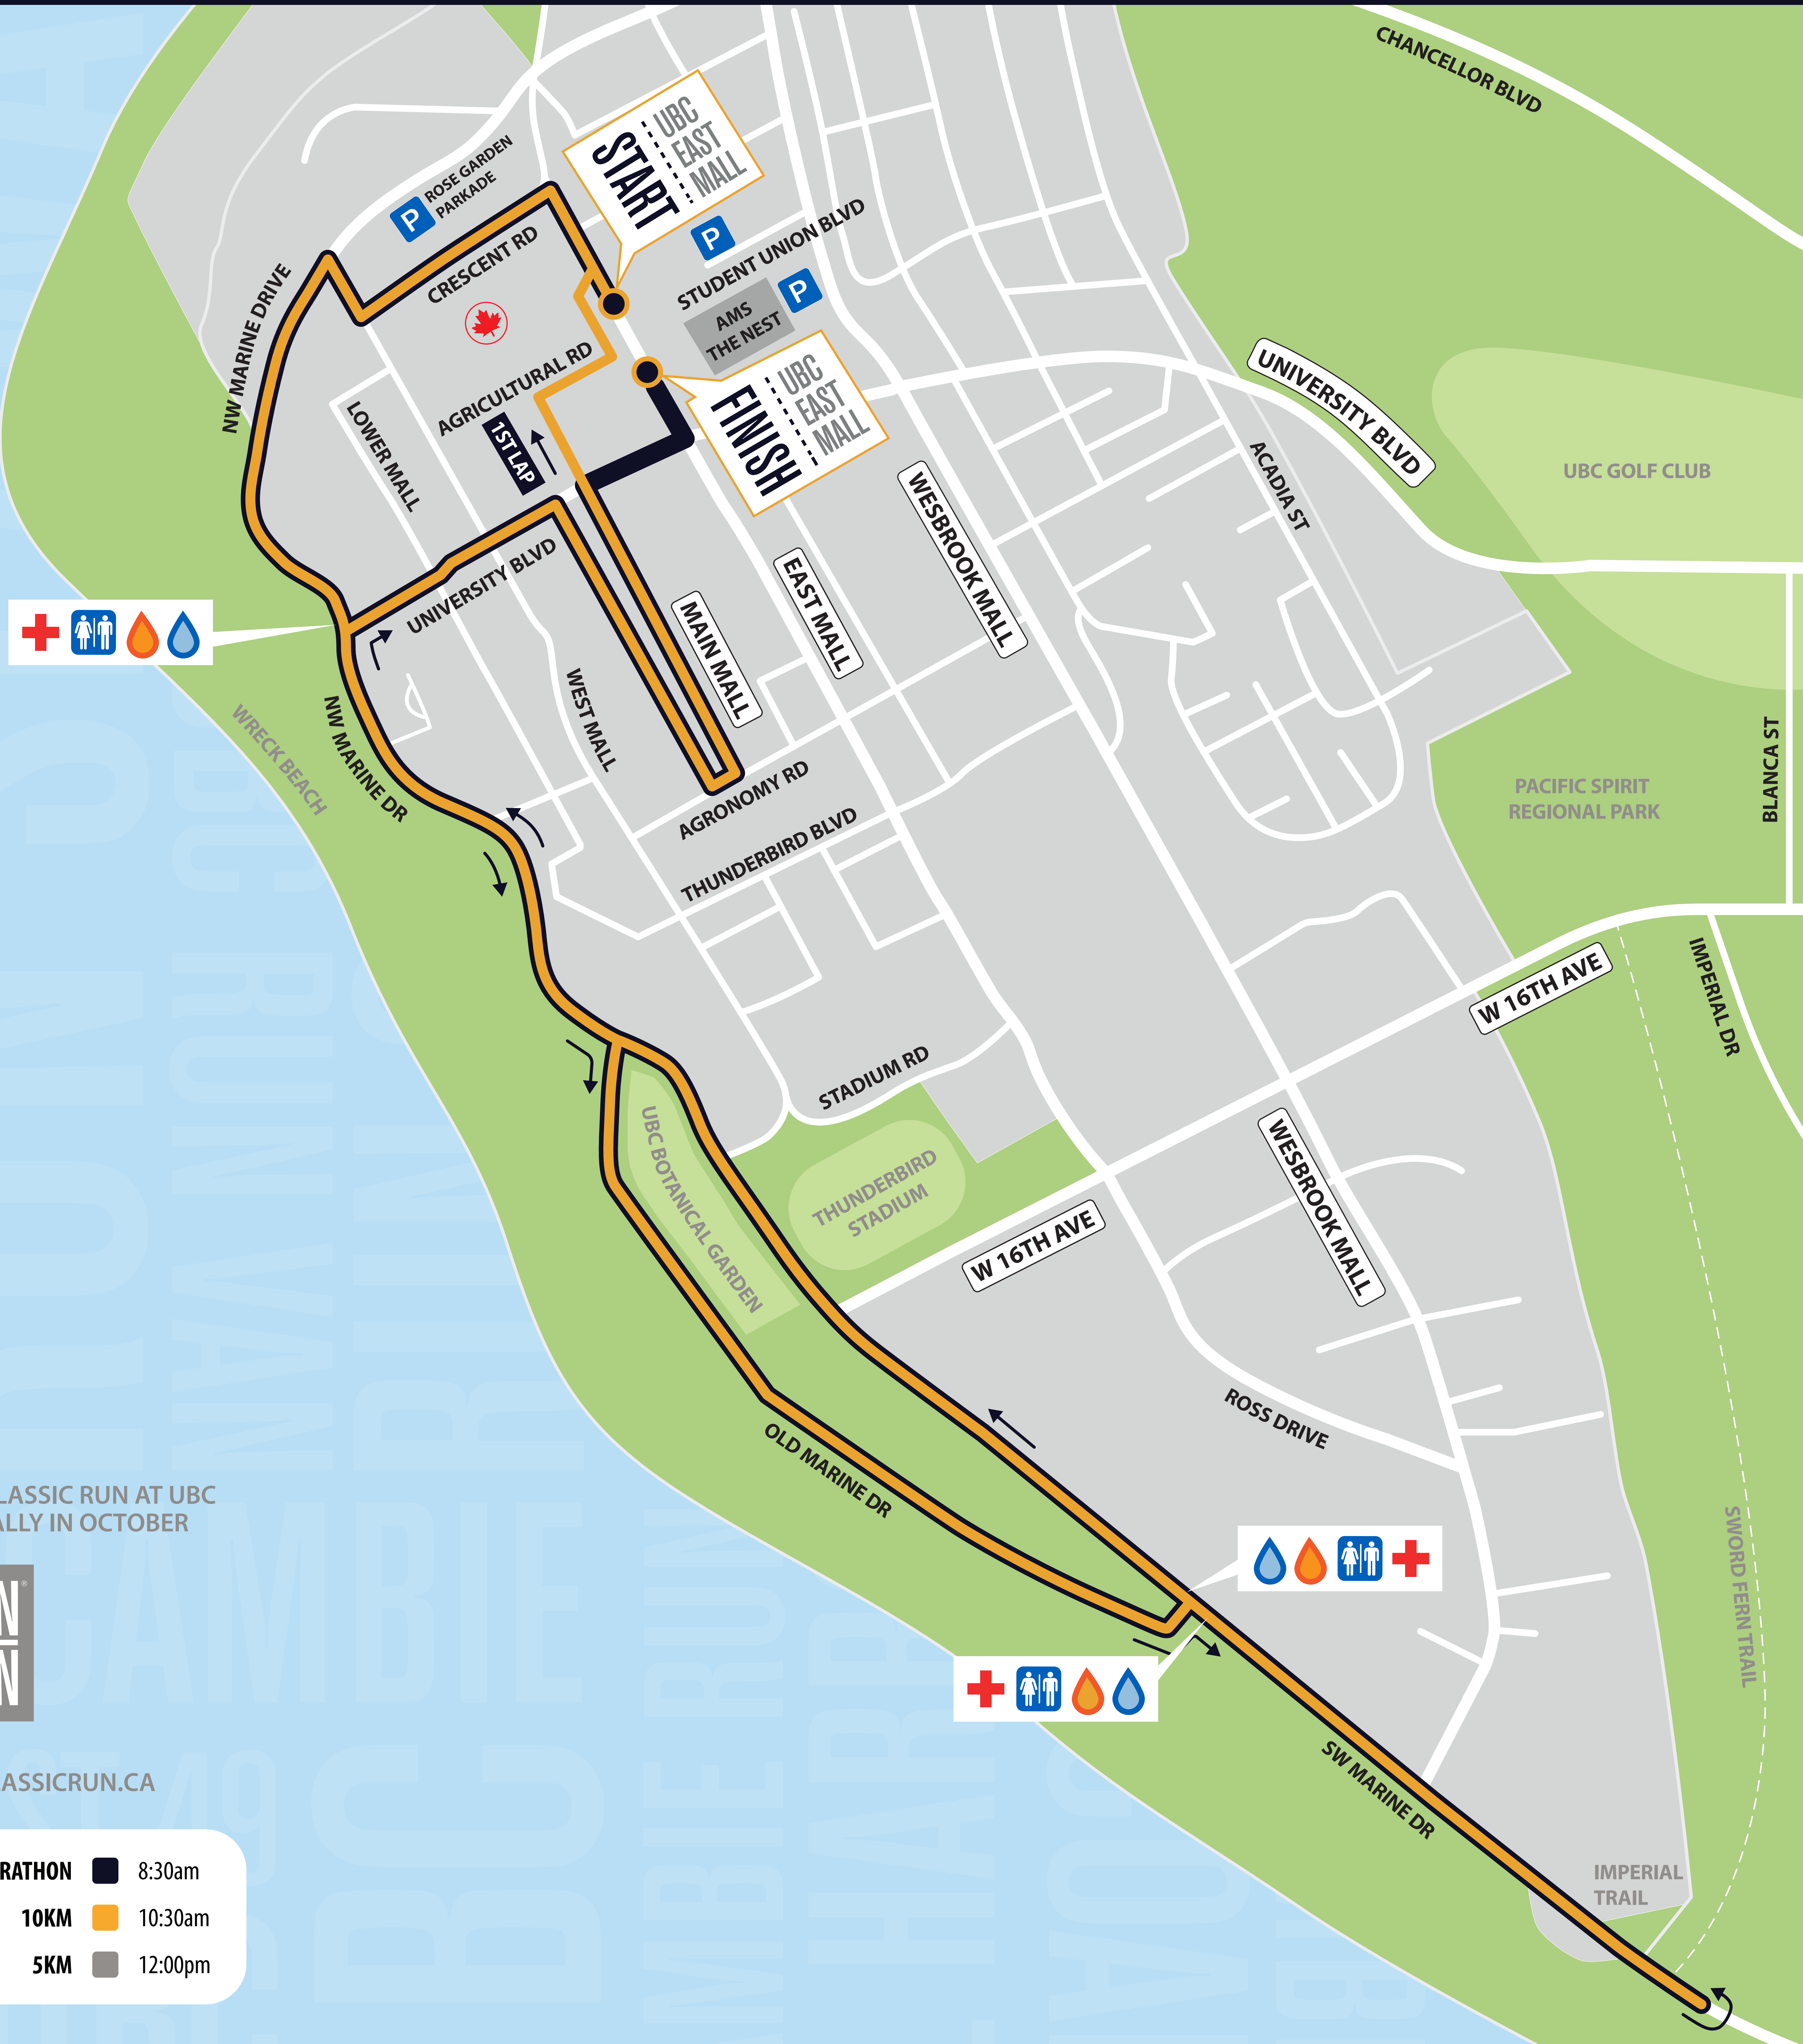 CHANCELLOR BLVD
START
UBC
EAST
MALL
ROSE GARDEN
PARKADE
P
P
P
STUDENT UNION BLVD
CRESCENT RD
NW MARINE DRIVE
AMS
THE NEST
AGRICULTURAL RD
FINISH
UBC
EAST
MALL
1ST LAP
LOWER MALL
UNIVERSITY BLVD
UBC GOLF CLUB
ACADIA ST
WESBROOK MALL
UNIVERSITY BLVD
EAST MALL
MAIN MALL
WEST MALL
WRECK BEACH
NW MARINE DR
AGRONOMY RD
THUNDERBIRD BLVD
PACIFIC SPIRIT
REGIONAL PARK
BLANCA ST
W 16TH AVE
IMPERIAL DR
STADIUM RD
UBC BOTANICAL GARDEN
THUNDERBIRD
STADIUM
W 16TH AVE
WESBROOK MALL
ROSS DRIVE
OLD MARINE DR
SWORD FERN TRAIL
SW MARINE DR
IMPERIAL
TRAIL
LASSIC RUN AT UBC
ALLY IN OCTOBER
ASSICRUN.CA
RATHON 8:30am
10KM 10:30am
5KM 12:00pm